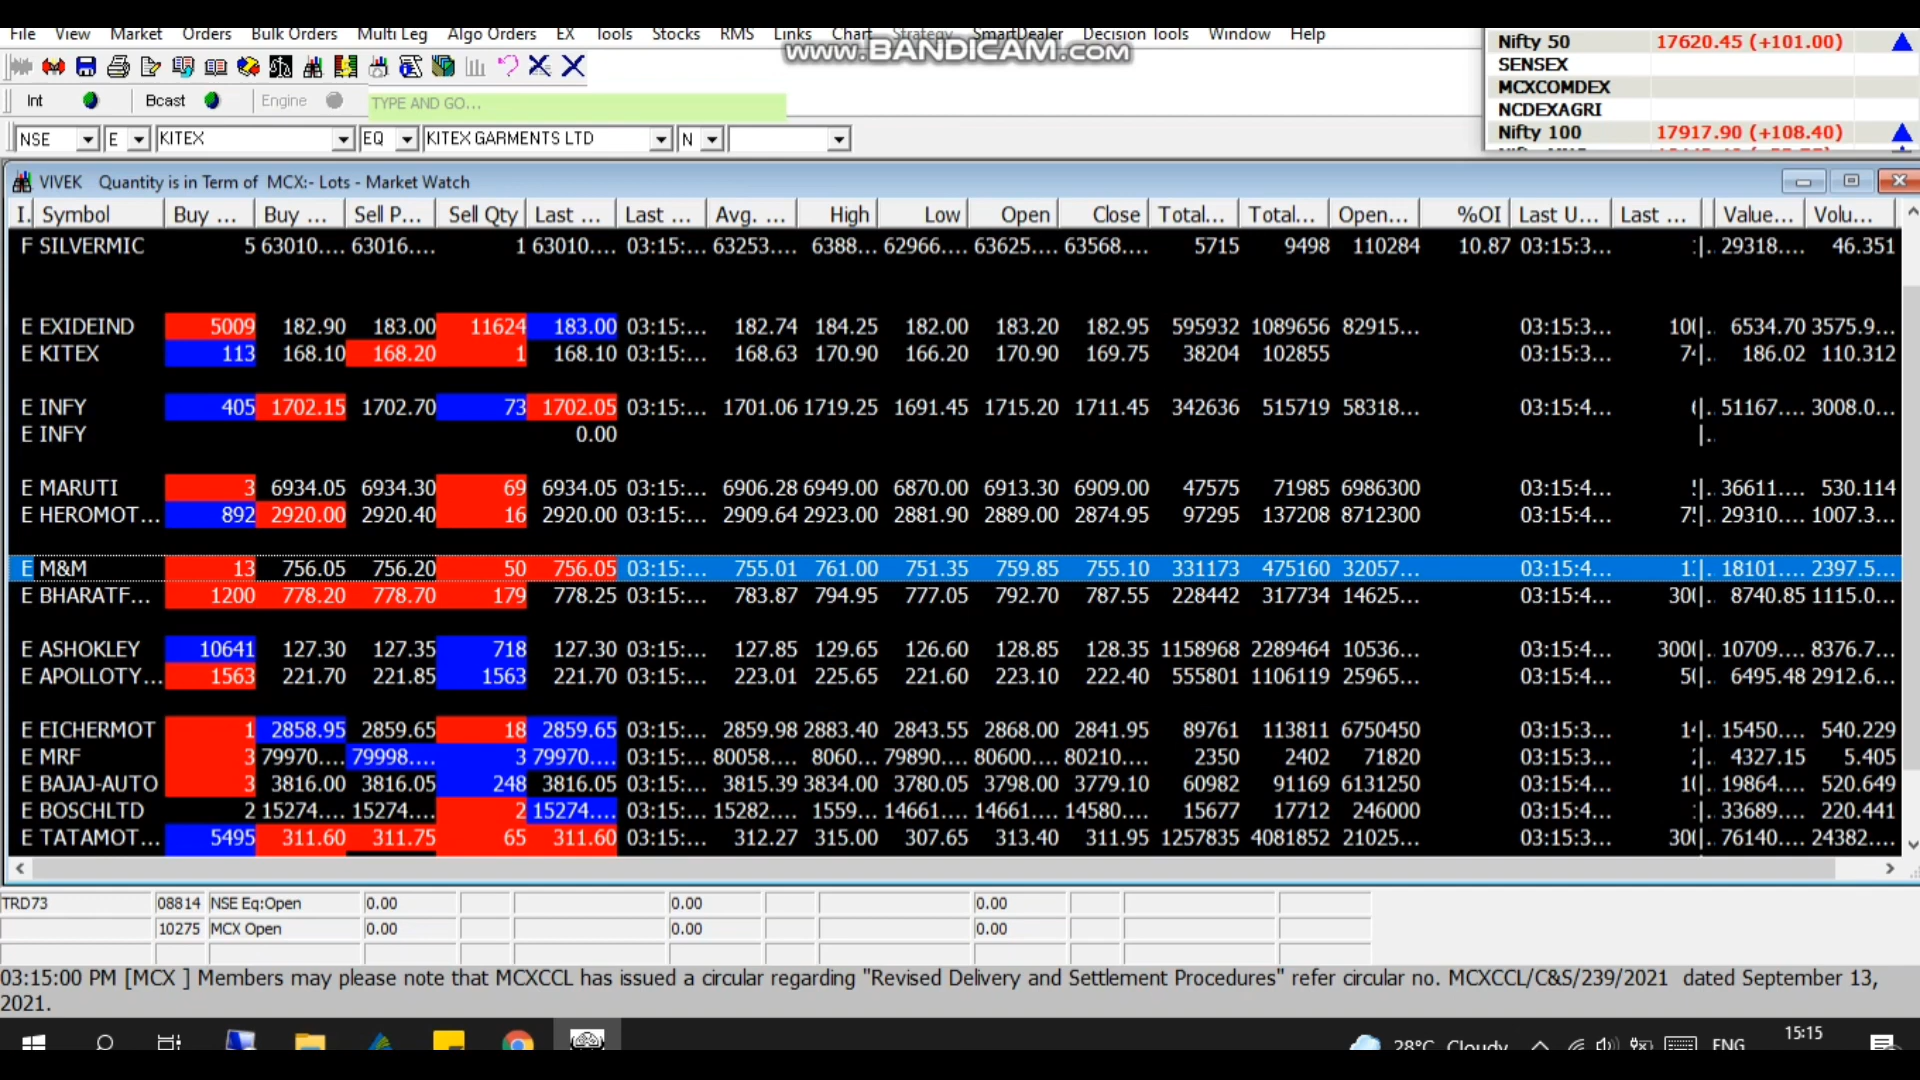 File View Market Orders Bulk Orders Multi Leg Algo Orders EX Tools Stocks RMS Links Chart Strategy SmartDealer Decision Tools Window Help
www.BANDICAM.com
Nifty 50 17620.45 (+101.00)
SENSEX
MCXCOMDEX
NCDEXAGRI
Nifty 100 17917.90 (+108.40)
Int Bcast Engine TYPE AND GO...
NSE E KITEX EQ KITEX GARMENTS LTD N
VIVEK Quantity is in Term of MCX:- Lots - Market Watch
I. Symbol Buy ... Buy ... Sell P... Sell Qty Last ... Last ... Avg. ... High Low Open Close Total... Total... Open... %OI Last U... Last ... Value... Volu...
F SILVERMIC 5 63010.... 63016.... 1 63010.... 03:15:... 63253.... 6388... 62966.... 63625.... 63568.... 5715 9498 110284 10.87 03:15:3... 29318.... 46.351
E EXIDEIND 5009 182.90 183.00 11624 183.00 03:15:... 182.74 184.25 182.00 183.20 182.95 595932 1089656 82915... 03:15:3... 6534.70 3575.9...
E KITEX 113 168.10 168.20 1 168.10 03:15:... 168.63 170.90 166.20 170.90 169.75 38204 102855 03:15:3... 186.02 110.312
E INFY 405 1702.15 1702.70 73 1702.05 03:15:... 1701.06 1719.25 1691.45 1715.20 1711.45 342636 515719 58318... 03:15:4... 51167.... 3008.0...
E INFY 0.00
E MARUTI 3 6934.05 6934.30 69 6934.05 03:15:... 6906.28 6949.00 6870.00 6913.30 6909.00 47575 71985 6986300 03:15:4... 36611.... 530.114
E HEROMOT... 892 2920.00 2920.40 16 2920.00 03:15:... 2909.64 2923.00 2881.90 2889.00 2874.95 97295 137208 8712300 03:15:4... 29310.... 1007.3...
E M&M 13 756.05 756.20 50 756.05 03:15:... 755.01 761.00 751.35 759.85 755.10 331173 475160 32057... 03:15:4... 18101.... 2397.5...
E BHARATF... 1200 778.20 778.70 179 778.25 03:15:... 783.87 794.95 777.05 792.70 787.55 228442 317734 14625... 03:15:4... 8740.85 1115.0...
E ASHOKLEY 10641 127.30 127.35 718 127.30 03:15:... 127.85 129.65 126.60 128.85 128.35 1158968 2289464 10536... 03:15:4... 10709.... 8376.7...
E APOLLOTY... 1563 221.70 221.85 1563 221.70 03:15:... 223.01 225.65 221.60 223.10 222.40 555801 1106119 25965... 03:15:4... 6495.48 2912.6...
E EICHERMOT 1 2858.95 2859.65 18 2859.65 03:15:... 2859.98 2883.40 2843.55 2868.00 2841.95 89761 113811 6750450 03:15:3... 15450.... 540.229
E MRF 3 79970.... 79998.... 3 79970.... 03:15:... 80058.... 8060... 79890.... 80600.... 80210.... 2350 2402 71820 03:15:3... 4327.15 5.405
E BAJAJ-AUTO 3 3816.00 3816.05 248 3816.05 03:15:... 3815.39 3834.00 3780.05 3798.00 3779.10 60982 91169 6131250 03:15:4... 19864.... 520.649
E BOSCHLTD 2 15274.... 15274.... 2 15274.... 03:15:... 15282.... 1559... 14661.... 14661.... 14580.... 15677 17712 246000 03:15:4... 33689.... 220.441
E TATAMOT... 5495 311.60 311.75 65 311.60 03:15:... 312.27 315.00 307.65 313.40 311.95 1257835 4081852 21025... 03:15:3... 76140.... 24382....
TRD73 08814 NSE Eq:Open 0.00 0.00 0.00
10275 MCX Open 0.00 0.00 0.00
03:15:00 PM [MCX ] Members may please note that MCXCCL has issued a circular regarding "Revised Delivery and Settlement Procedures" refer circular no. MCXCCL/C&S/239/2021 dated September 13,
2021.
28°C Cloudy ENG 15:15